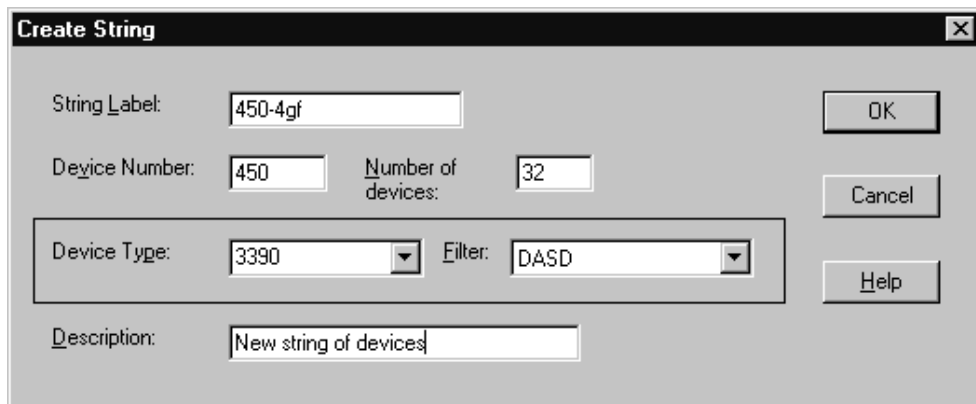 Create String
String Label: 450-4gf OK
Device Number: 450 Number of devices: 32
Cancel
Device Type: 3390 Filter: DASD
Help
Description: New string of devices